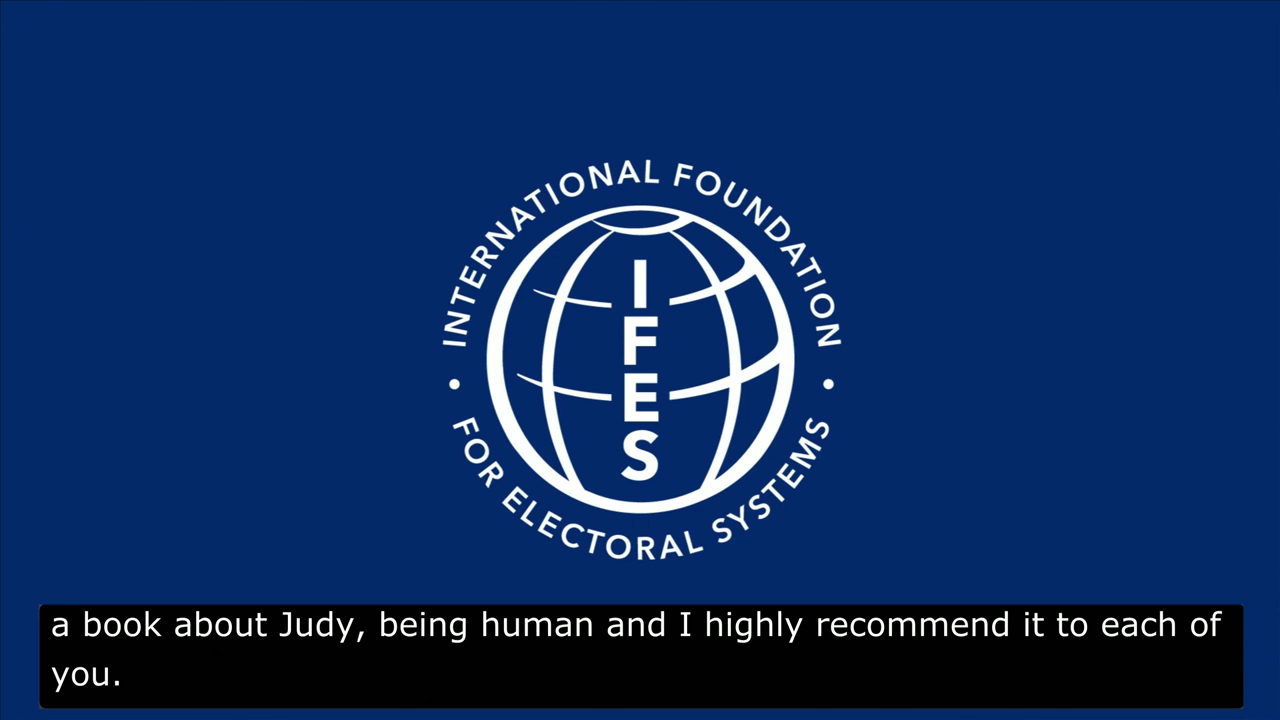 INTERNATIONAL FOUNDATION
IFES
FOR ELECTORAL SYSTEMS
a book about Judy, being human and I highly recommend it to each of
you.